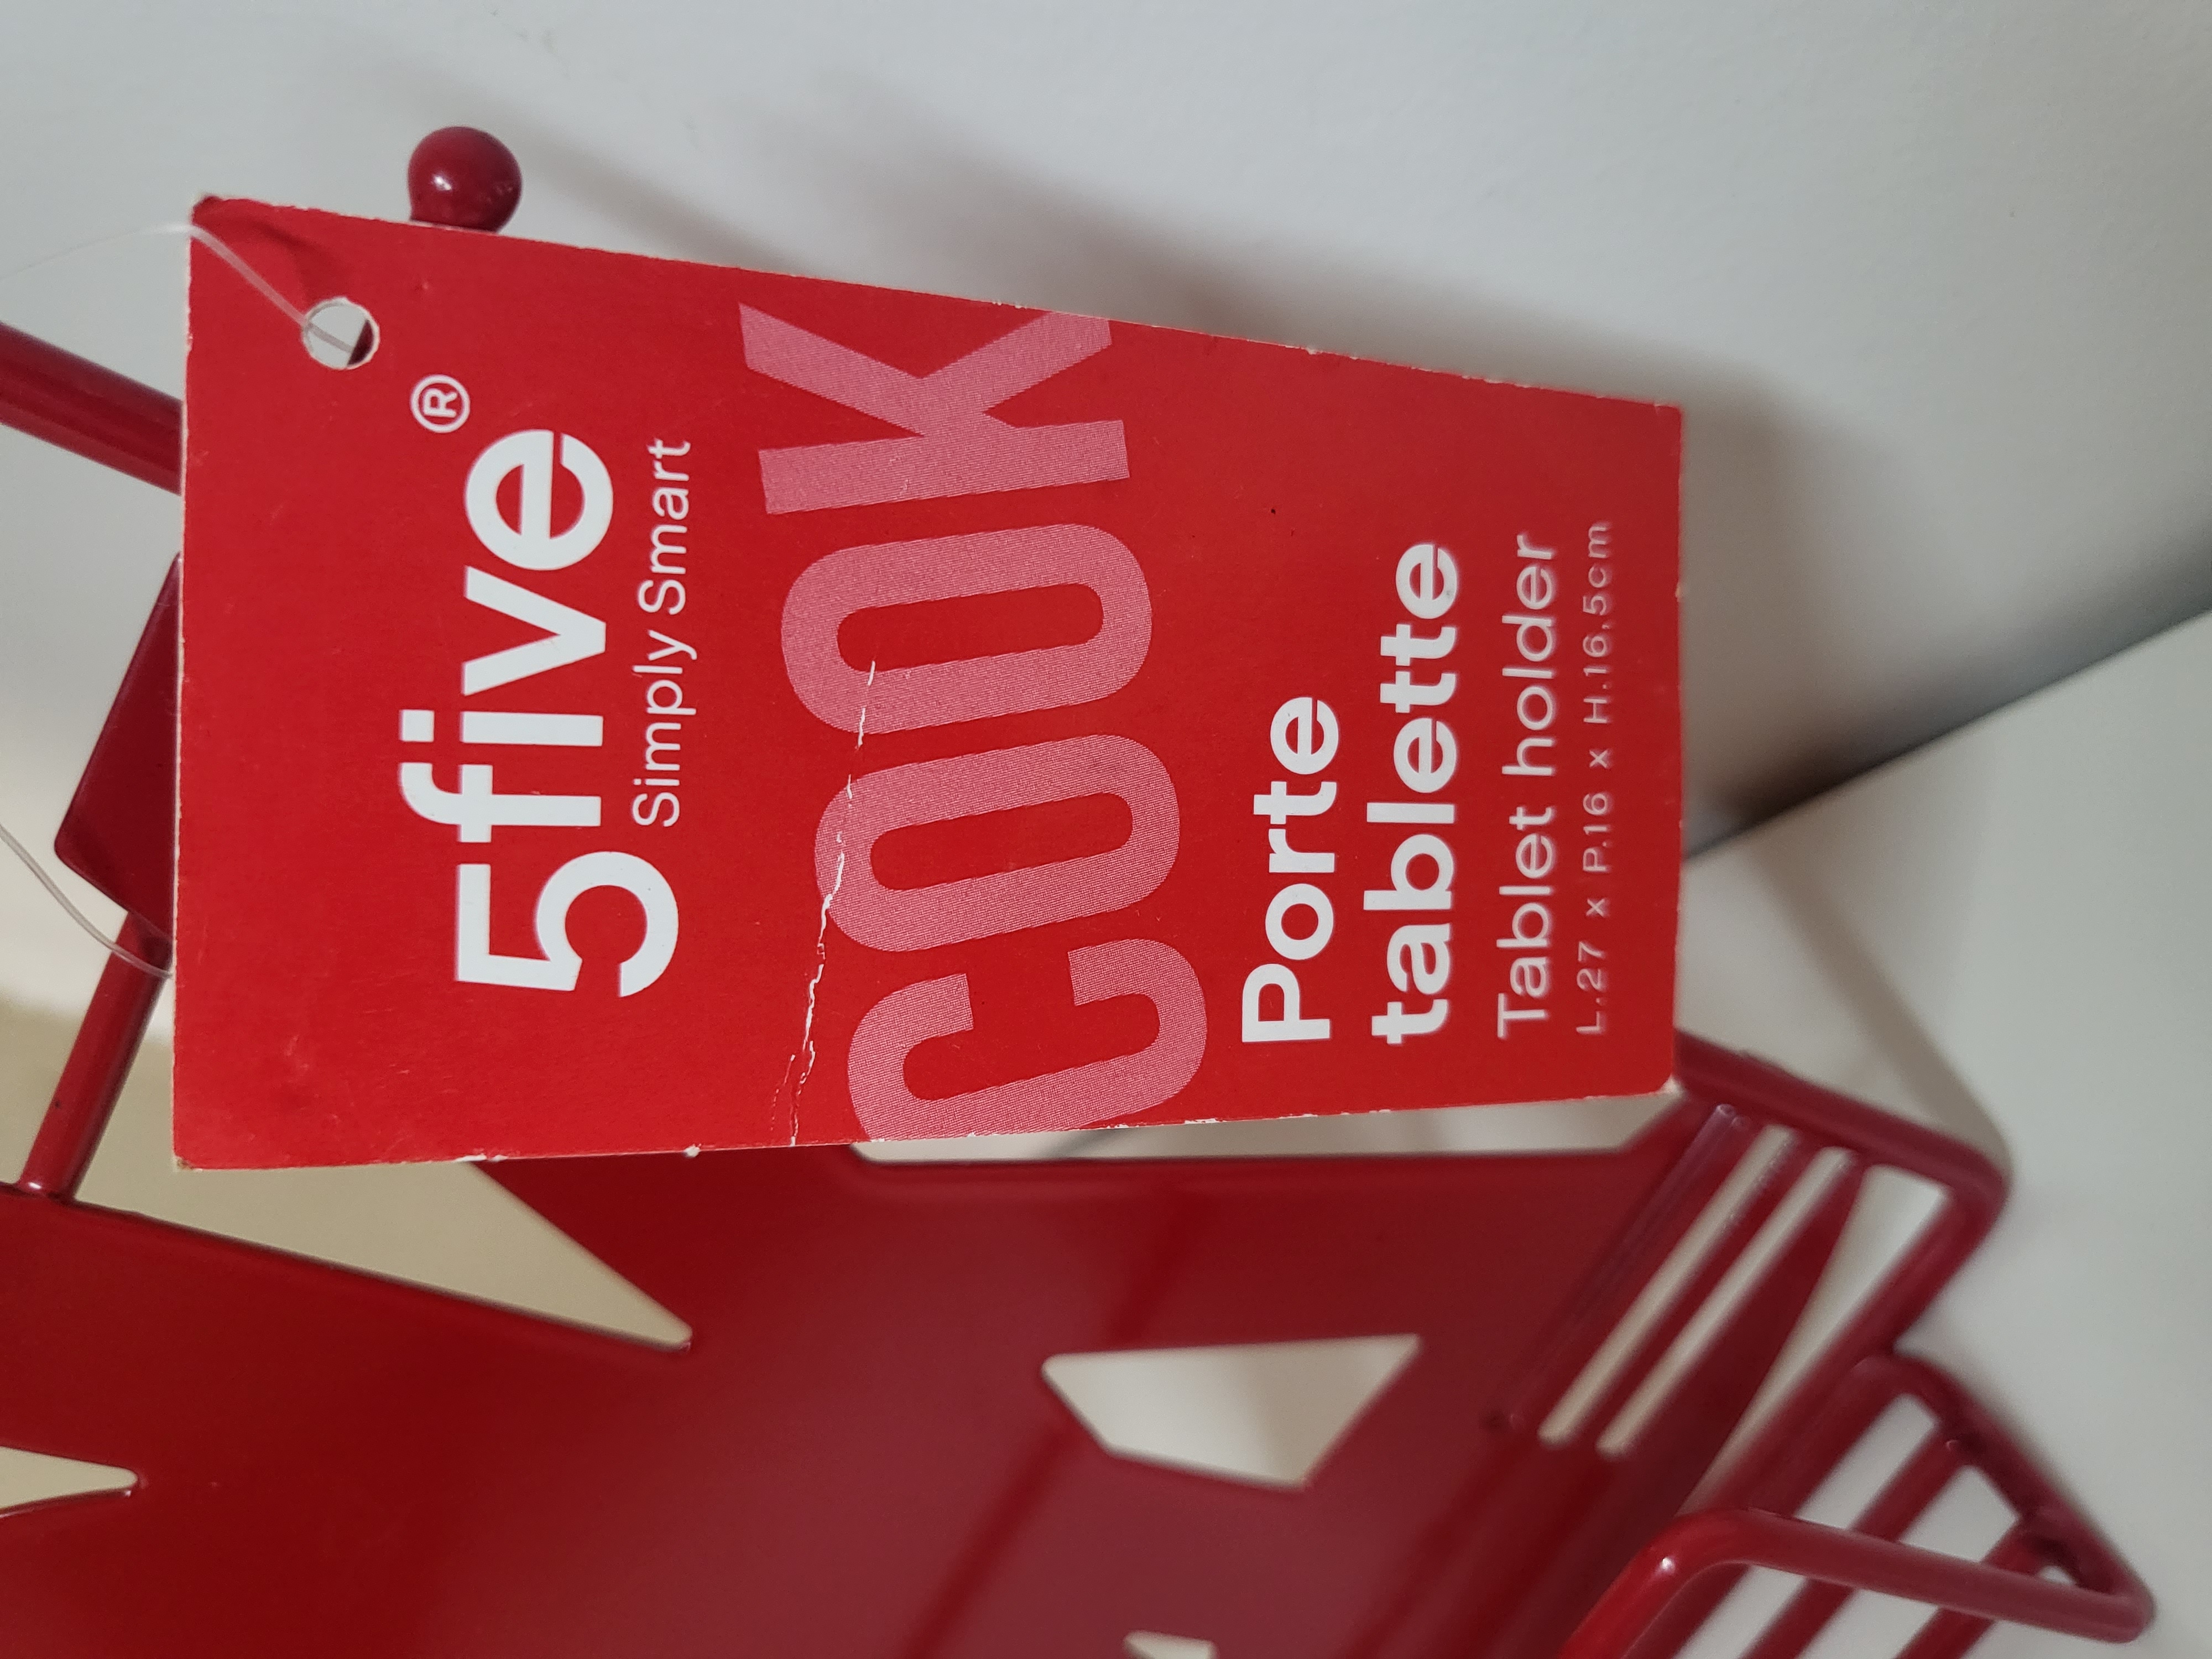 5five®
Simply Smart
cook
Porte
tablette
Tablet holder
L.27 x P.16 x H.16,5cm